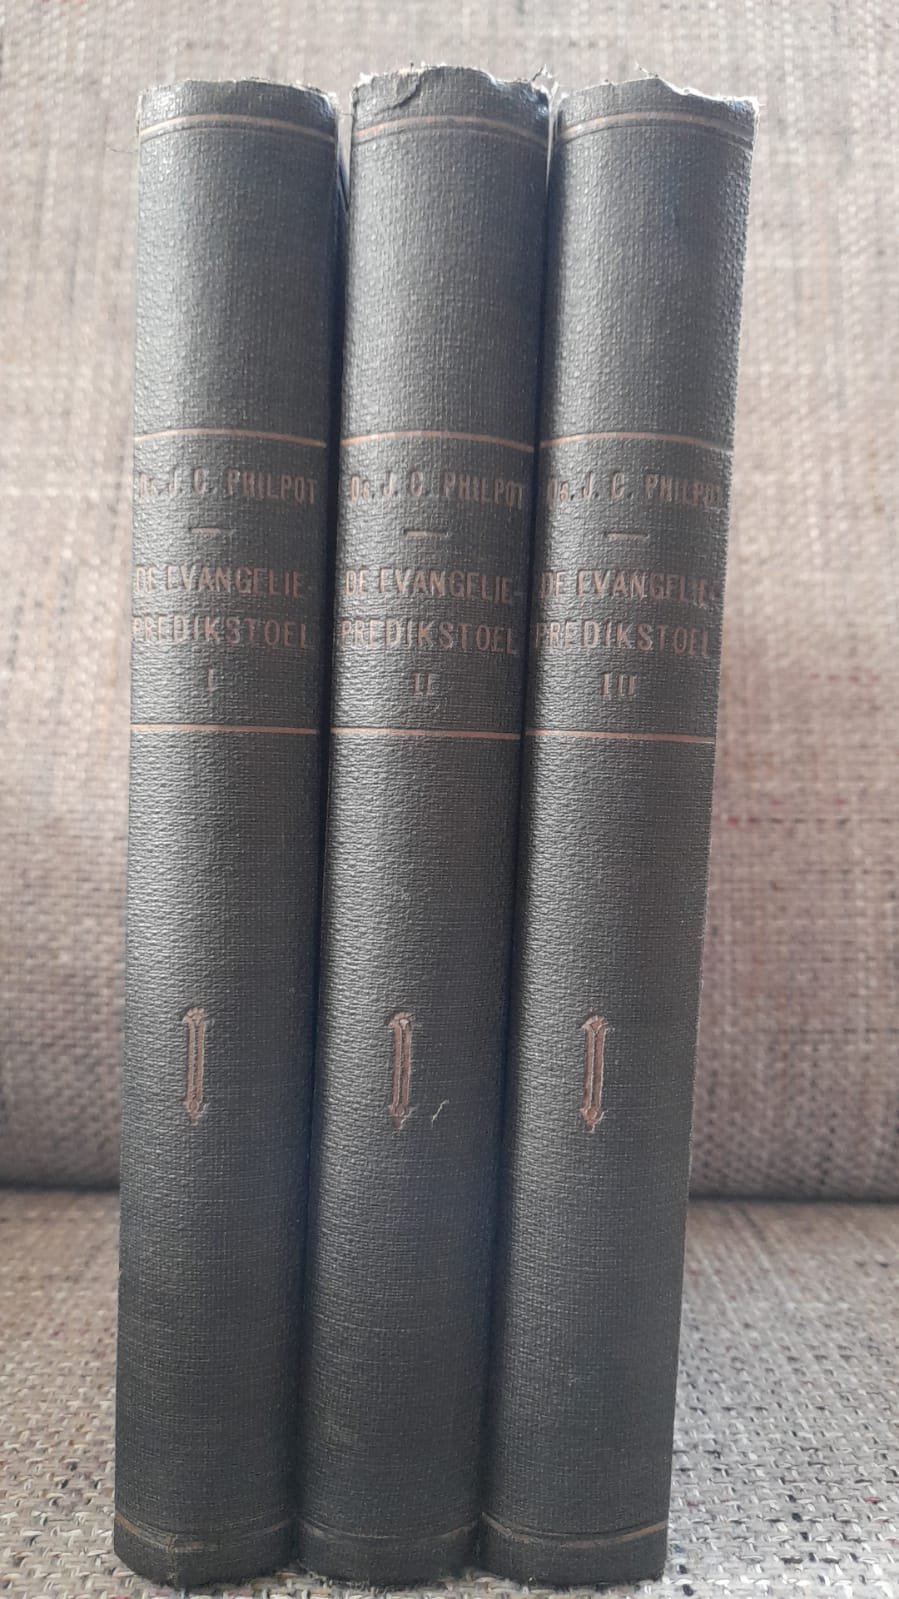 Ds J. C. PHILPOT
DE EVANGELIE-
PREDIKSTOEL
I
Ds J. C. PHILPOT
DE EVANGELIE-
PREDIKSTOEL
II
Ds. J. C. PHILPOT
DE EVANGELIE-
PREDIKSTOEL
III